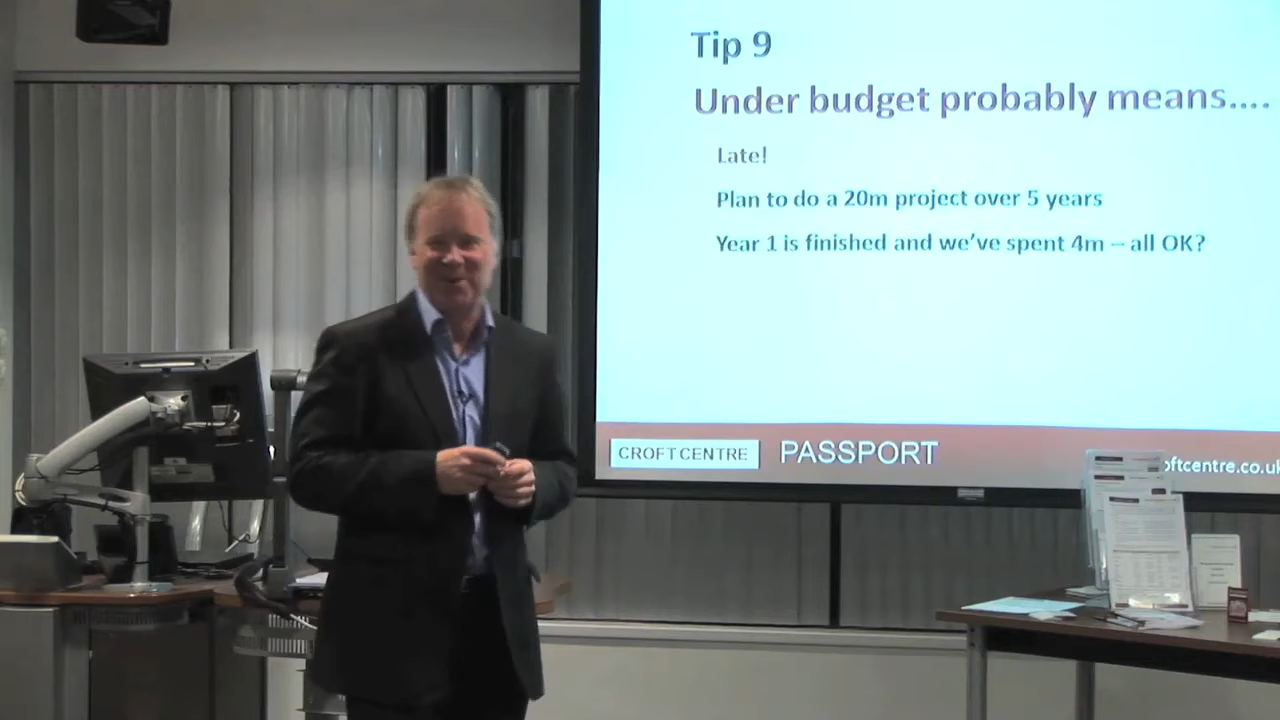 Tip 9
Under budget probably means....
Late!
Plan to do a 20m project over 5 years
Year 1 is finished and we've spent 4m – all OK?
CROFT CENTRE
PASSPORT
oftcentre.co.uk